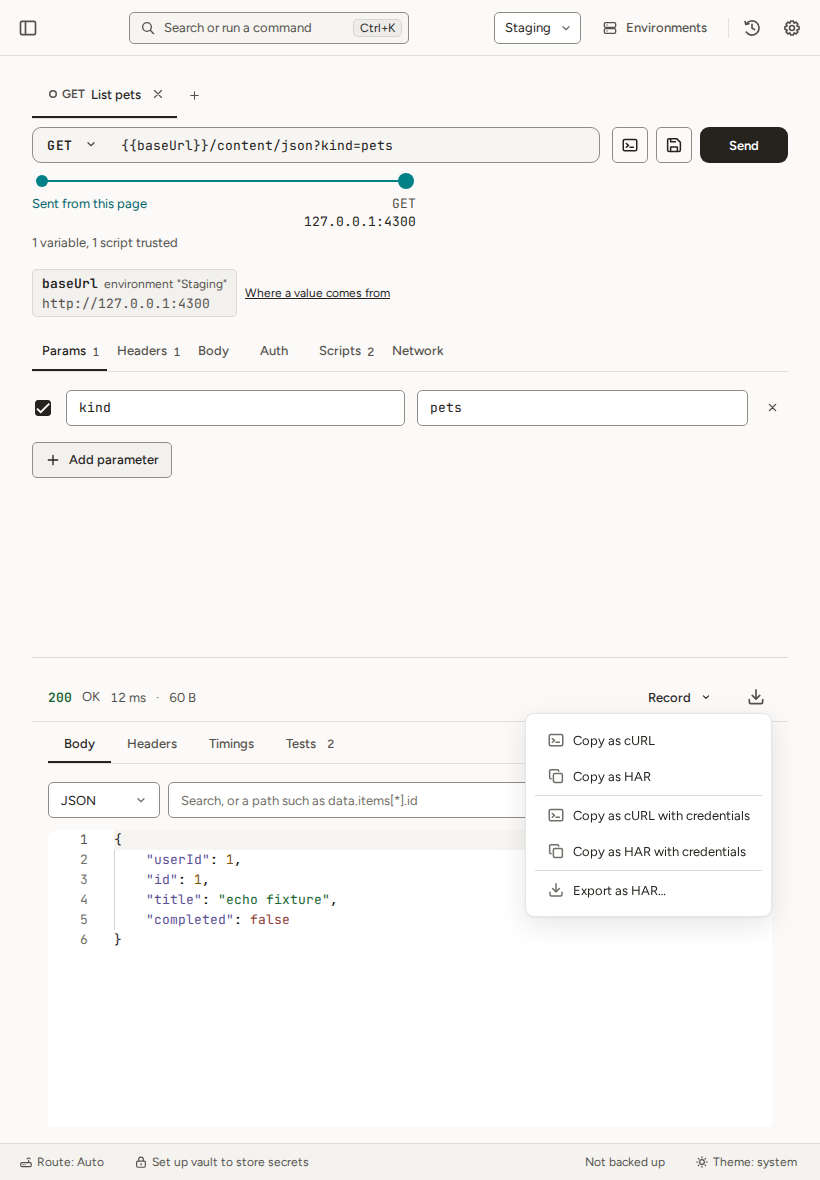 Search or run a command Ctrl+K Staging Environments
GET List pets
GET {{baseUrl}}/content/json?kind=pets Send
Sent from this page GET
127.0.0.1:4300
1 variable, 1 script trusted
baseUrl environment "Staging"
http://127.0.0.1:4300
Where a value comes from
Params 1 Headers 1 Body Auth Scripts 2 Network
kind pets
Add parameter
200 OK 12 ms · 60 B Record
Body Headers Timings Tests 2
Copy as cURL
Copy as HAR
Copy as cURL with credentials
Copy as HAR with credentials
Export as HAR...
JSON Search, or a path such as data.items[*].id
1 {
2 "userId": 1,
3 "id": 1,
4 "title": "echo fixture",
5 "completed": false
6 }
Route: Auto Set up vault to store secrets Not backed up Theme: system